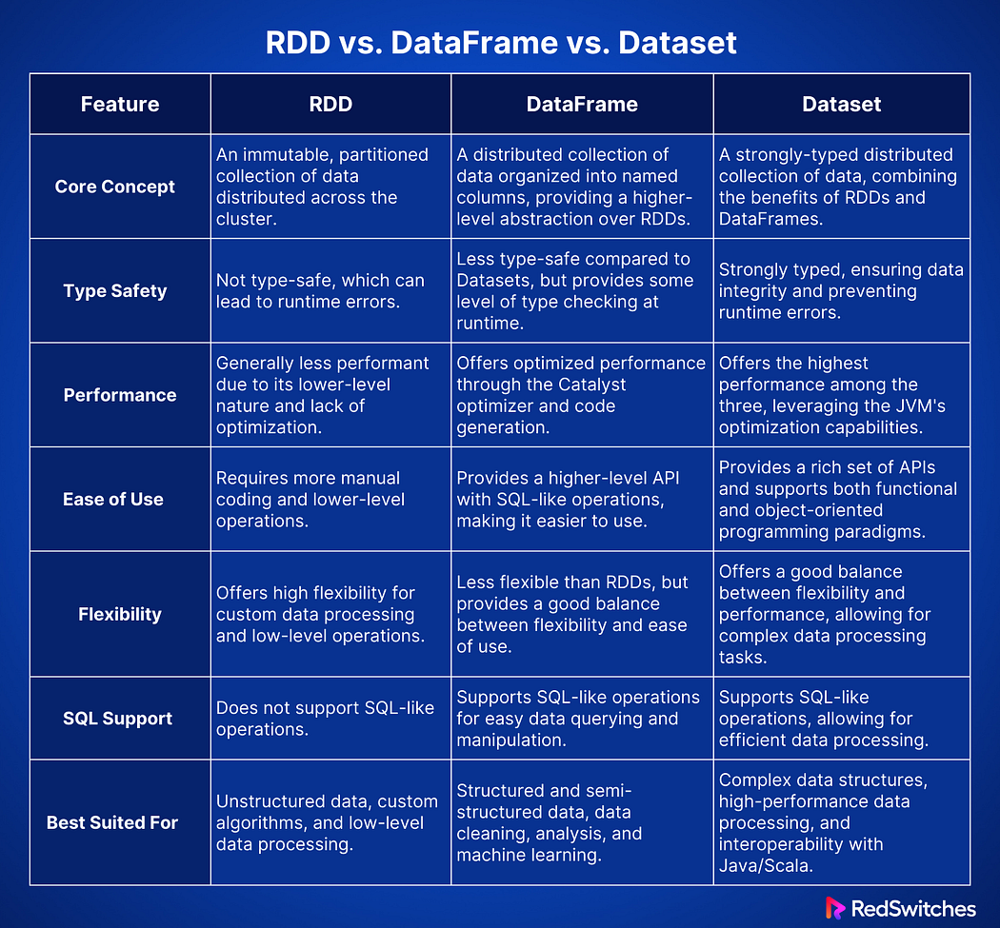 RDD vs. DataFrame vs. Dataset
Feature
RDD
DataFrame
Dataset
Core Concept
An immutable, partitioned
collection of data
distributed across the
cluster.
A distributed collection of
data organized into named
columns, providing a higher-
level abstraction over RDDs.
A strongly-typed distributed
collection of data, combining
the benefits of RDDs and
DataFrames.
Type Safety
Not type-safe, which can
lead to runtime errors.
Less type-safe compared to
Datasets, but provides some
level of type checking at
runtime.
Strongly typed, ensuring data
integrity and preventing
runtime errors.
Performance
Generally less performant
due to its lower-level
nature and lack of
optimization.
Offers optimized performance
through the Catalyst
optimizer and code
generation.
Offers the highest
performance among the
three, leveraging the JVM's
optimization capabilities.
Ease of Use
Requires more manual
coding and lower-level
operations.
Provides a higher-level API
with SQL-like operations,
making it easier to use.
Provides a rich set of APIs
and supports both functional
and object-oriented
programming paradigms.
Flexibility
Offers high flexibility for
custom data processing
and low-level operations.
Less flexible than RDDs, but
provides a good balance
between flexibility and ease
of use.
Offers a good balance
between flexibility and
performance, allowing for
complex data processing
tasks.
SQL Support
Does not support SQL-like
operations.
Supports SQL-like operations
for easy data querying and
manipulation.
Supports SQL-like
operations, allowing for
efficient data processing.
Best Suited For
Unstructured data, custom
algorithms, and low-level
data processing.
Structured and semi-
structured data, data
cleaning, analysis, and
machine learning.
Complex data structures,
high-performance data
processing, and
interoperability with
Java/Scala.
RedSwitches